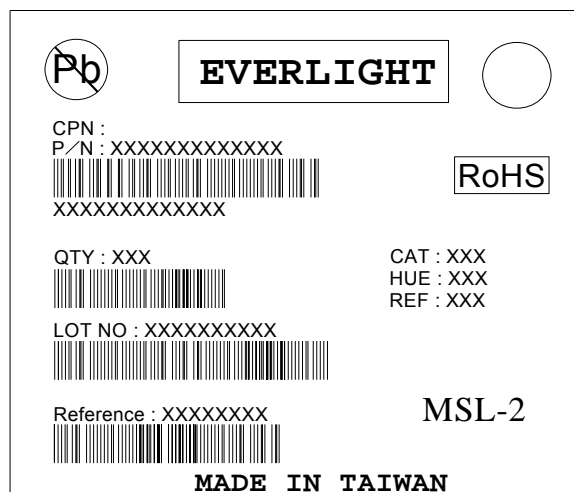 Pb
EVERLIGHT
CPN :
P/N : XXXXXXXXXXXXX
RoHS
XXXXXXXXXXXXX
QTY : XXX
CAT : XXX
HUE : XXX
REF : XXX
LOT NO : XXXXXXXXXX
Reference : XXXXXXXX
MSL-2
MADE IN TAIWAN